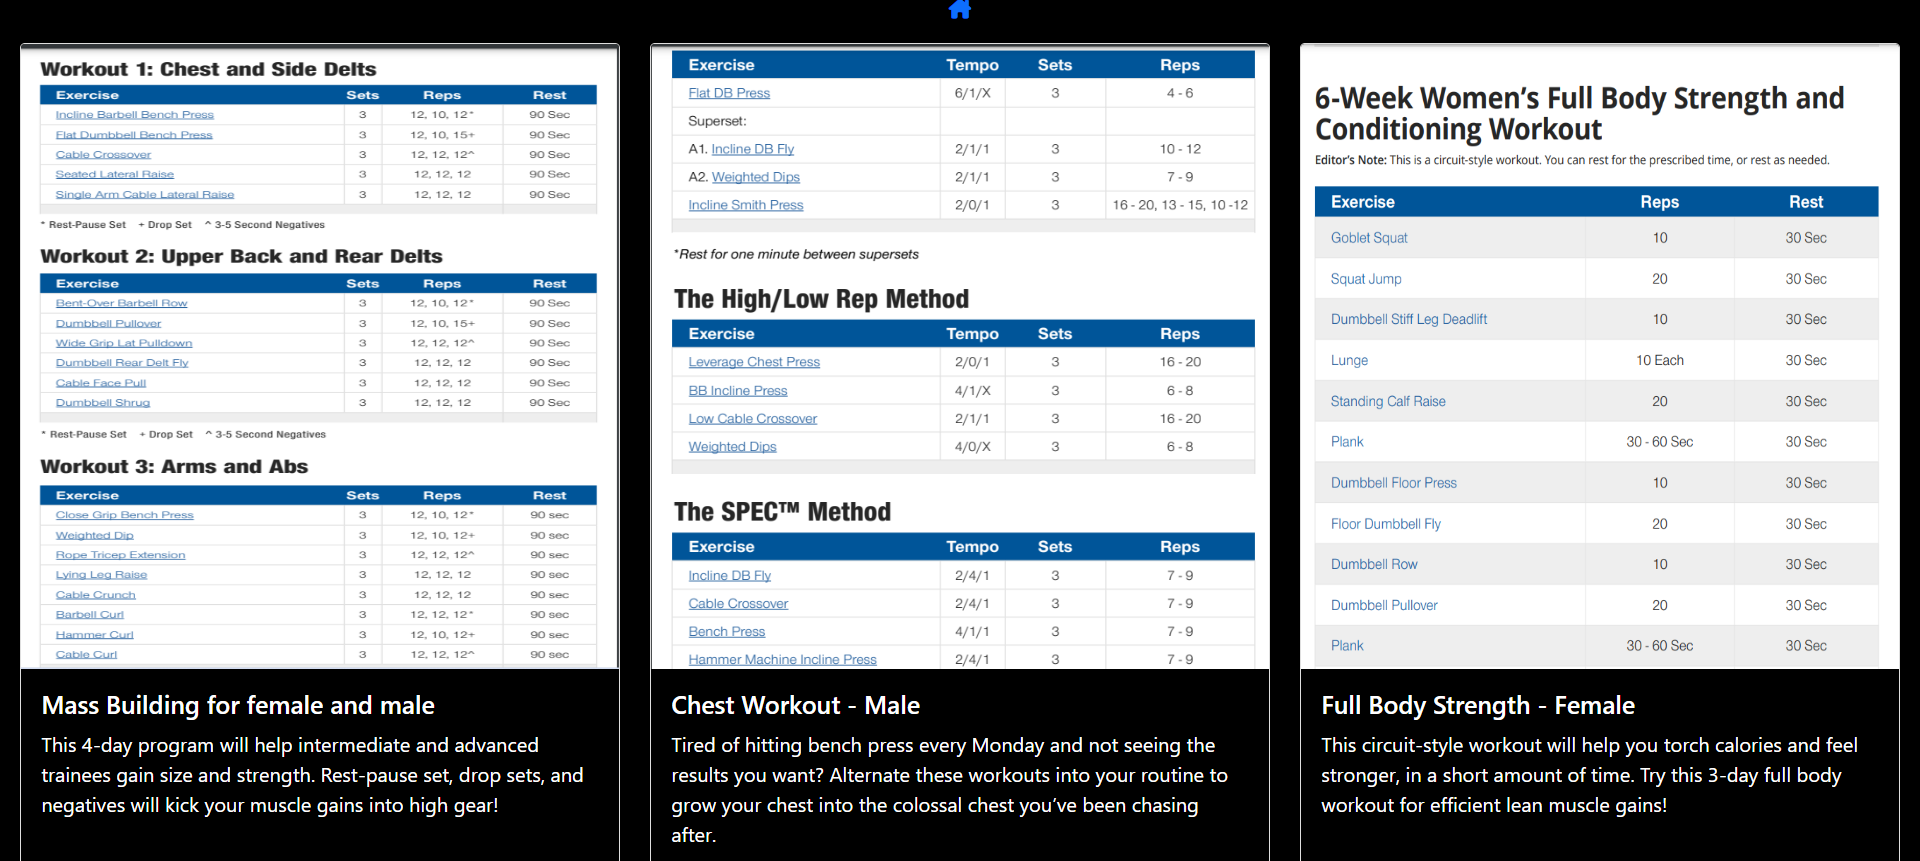 Workout 1: Chest and Side Delts
Exercise Sets Reps Rest
Incline Barbell Bench Press 3 12, 10, 12* 90 Sec
Flat Dumbbell Bench Press 3 12, 10, 15+ 90 Sec
Cable Crossover 3 12, 12, 12^ 90 Sec
Seated Lateral Raise 3 12, 12, 12 90 Sec
Single Arm Cable Lateral Raise 3 12, 12, 12 90 Sec
* Rest-Pause Set + Drop Set ^ 3-5 Second Negatives
Workout 2: Upper Back and Rear Delts
Exercise Sets Reps Rest
Bent-Over Barbell Row 3 12, 10, 12* 90 Sec
Dumbbell Pullover 3 12, 10, 15+ 90 Sec
Wide Grip Lat Pulldown 3 12, 12, 12^ 90 Sec
Dumbbell Rear Delt Fly 3 12, 12, 12 90 Sec
Cable Face Pull 3 12, 12, 12 90 Sec
Dumbbell Shrug 3 12, 12, 12 90 Sec
* Rest-Pause Set + Drop Set ^ 3-5 Second Negatives
Workout 3: Arms and Abs
Exercise Sets Reps Rest
Close Grip Bench Press 3 12, 10, 12* 90 sec
Weighted Dip 3 12, 10, 12+ 90 sec
Rope Tricep Extension 3 12, 12, 12^ 90 sec
Lying Leg Raise 3 12, 12, 12 90 sec
Cable Crunch 3 12, 12, 12 90 sec
Barbell Curl 3 12, 12, 12* 90 sec
Hammer Curl 3 12, 10, 12+ 90 sec
Cable Curl 3 12, 12, 12^ 90 sec
Mass Building for female and male
This 4-day program will help intermediate and advanced
trainees gain size and strength. Rest-pause set, drop sets, and
negatives will kick your muscle gains into high gear!
Exercise Tempo Sets Reps
Flat DB Press 6/1/X 3 4 - 6
Superset:
A1. Incline DB Fly 2/1/1 3 10 - 12
A2. Weighted Dips 2/1/1 3 7 - 9
Incline Smith Press 2/0/1 3 16 - 20, 13 - 15, 10 -12
*Rest for one minute between supersets
The High/Low Rep Method
Exercise Tempo Sets Reps
Leverage Chest Press 2/0/1 3 16 - 20
BB Incline Press 4/1/X 3 6 - 8
Low Cable Crossover 2/1/1 3 16 - 20
Weighted Dips 4/0/X 3 6 - 8
The SPEC™ Method
Exercise Tempo Sets Reps
Incline DB Fly 2/4/1 3 7 - 9
Cable Crossover 2/4/1 3 7 - 9
Bench Press 4/1/1 3 7 - 9
Hammer Machine Incline Press 2/4/1 3 7 - 9
Chest Workout - Male
Tired of hitting bench press every Monday and not seeing the
results you want? Alternate these workouts into your routine to
grow your chest into the colossal chest you’ve been chasing
after.
6-Week Women’s Full Body Strength and
Conditioning Workout
Editor’s Note: This is a circuit-style workout. You can rest for the prescribed time, or rest as needed.
Exercise Reps Rest
Goblet Squat 10 30 Sec
Squat Jump 20 30 Sec
Dumbbell Stiff Leg Deadlift 10 30 Sec
Lunge 10 Each 30 Sec
Standing Calf Raise 20 30 Sec
Plank 30 - 60 Sec 30 Sec
Dumbbell Floor Press 10 30 Sec
Floor Dumbbell Fly 20 30 Sec
Dumbbell Row 10 30 Sec
Dumbbell Pullover 20 30 Sec
Plank 30 - 60 Sec 30 Sec
Full Body Strength - Female
This circuit-style workout will help you torch calories and feel
stronger, in a short amount of time. Try this 3-day full body
workout for efficient lean muscle gains!